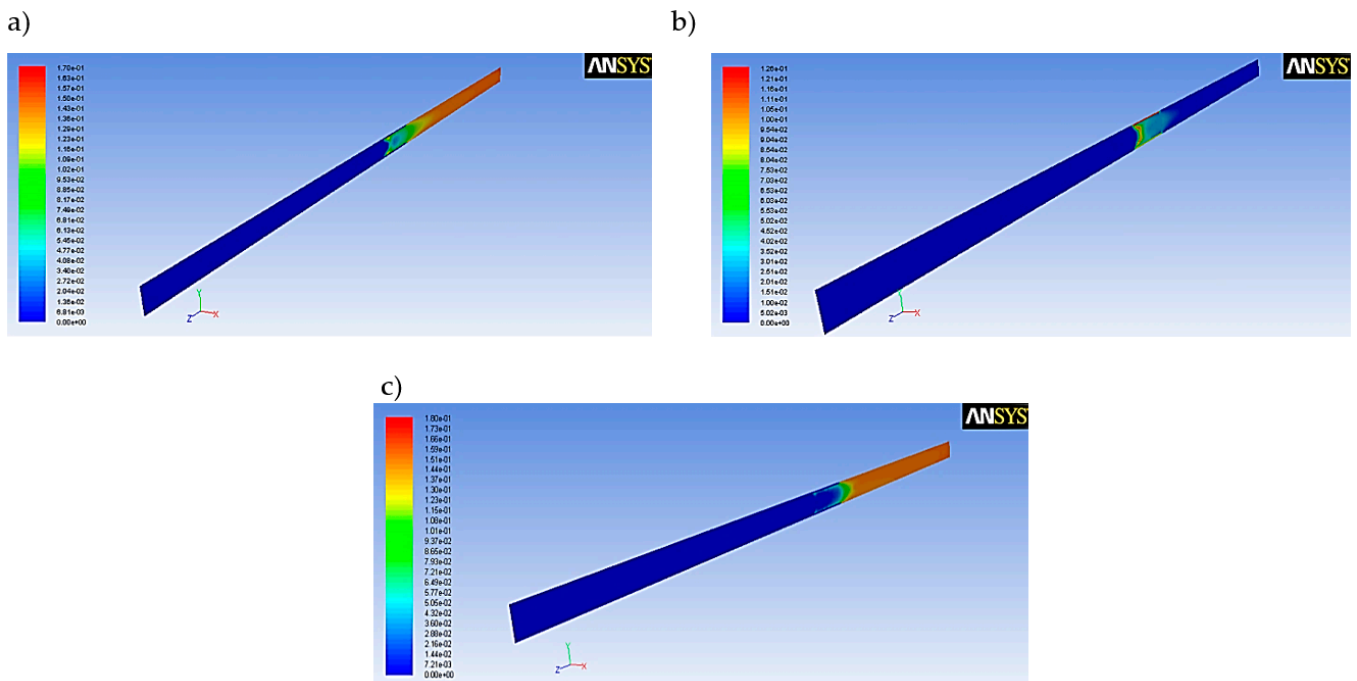 a)
ANSYS
1.70e-01
1.63e-01
1.57e-01
1.50e-01
1.43e-01
1.36e-01
1.29e-01
1.23e-01
1.16e-01
1.09e-01
1.02e-01
9.53e-02
8.85e-02
8.17e-02
7.49e-02
6.81e-02
6.13e-02
5.45e-02
4.77e-02
4.08e-02
3.40e-02
2.72e-02
2.04e-02
1.36e-02
6.81e-03
0.00e+00
Y
Z
X
b)
ANSYS
1.26e-01
1.21e-01
1.16e-01
1.11e-01
1.05e-01
1.00e-01
9.54e-02
9.04e-02
8.54e-02
8.04e-02
7.53e-02
7.03e-02
6.53e-02
6.03e-02
5.53e-02
5.02e-02
4.52e-02
4.02e-02
3.52e-02
3.01e-02
2.51e-02
2.01e-02
1.51e-02
1.00e-02
5.02e-03
0.00e+00
Z
X
c)
ANSYS
1.80e-01
1.73e-01
1.66e-01
1.59e-01
1.51e-01
1.44e-01
1.37e-01
1.30e-01
1.23e-01
1.15e-01
1.08e-01
1.01e-01
9.37e-02
8.65e-02
7.93e-02
7.21e-02
6.49e-02
5.77e-02
5.05e-02
4.32e-02
3.60e-02
2.88e-02
2.16e-02
1.44e-02
7.21e-03
0.00e+00
Y
Z
X